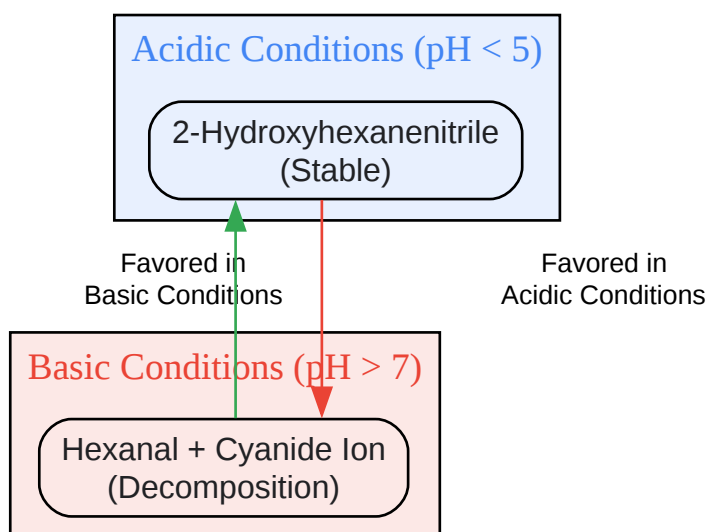 Acidic Conditions (pH < 5)
2-Hydroxyhexanenitrile
(Stable)
Favored in
Basic Conditions
Favored in
Acidic Conditions
Basic Conditions (pH > 7)
Hexanal + Cyanide Ion
(Decomposition)